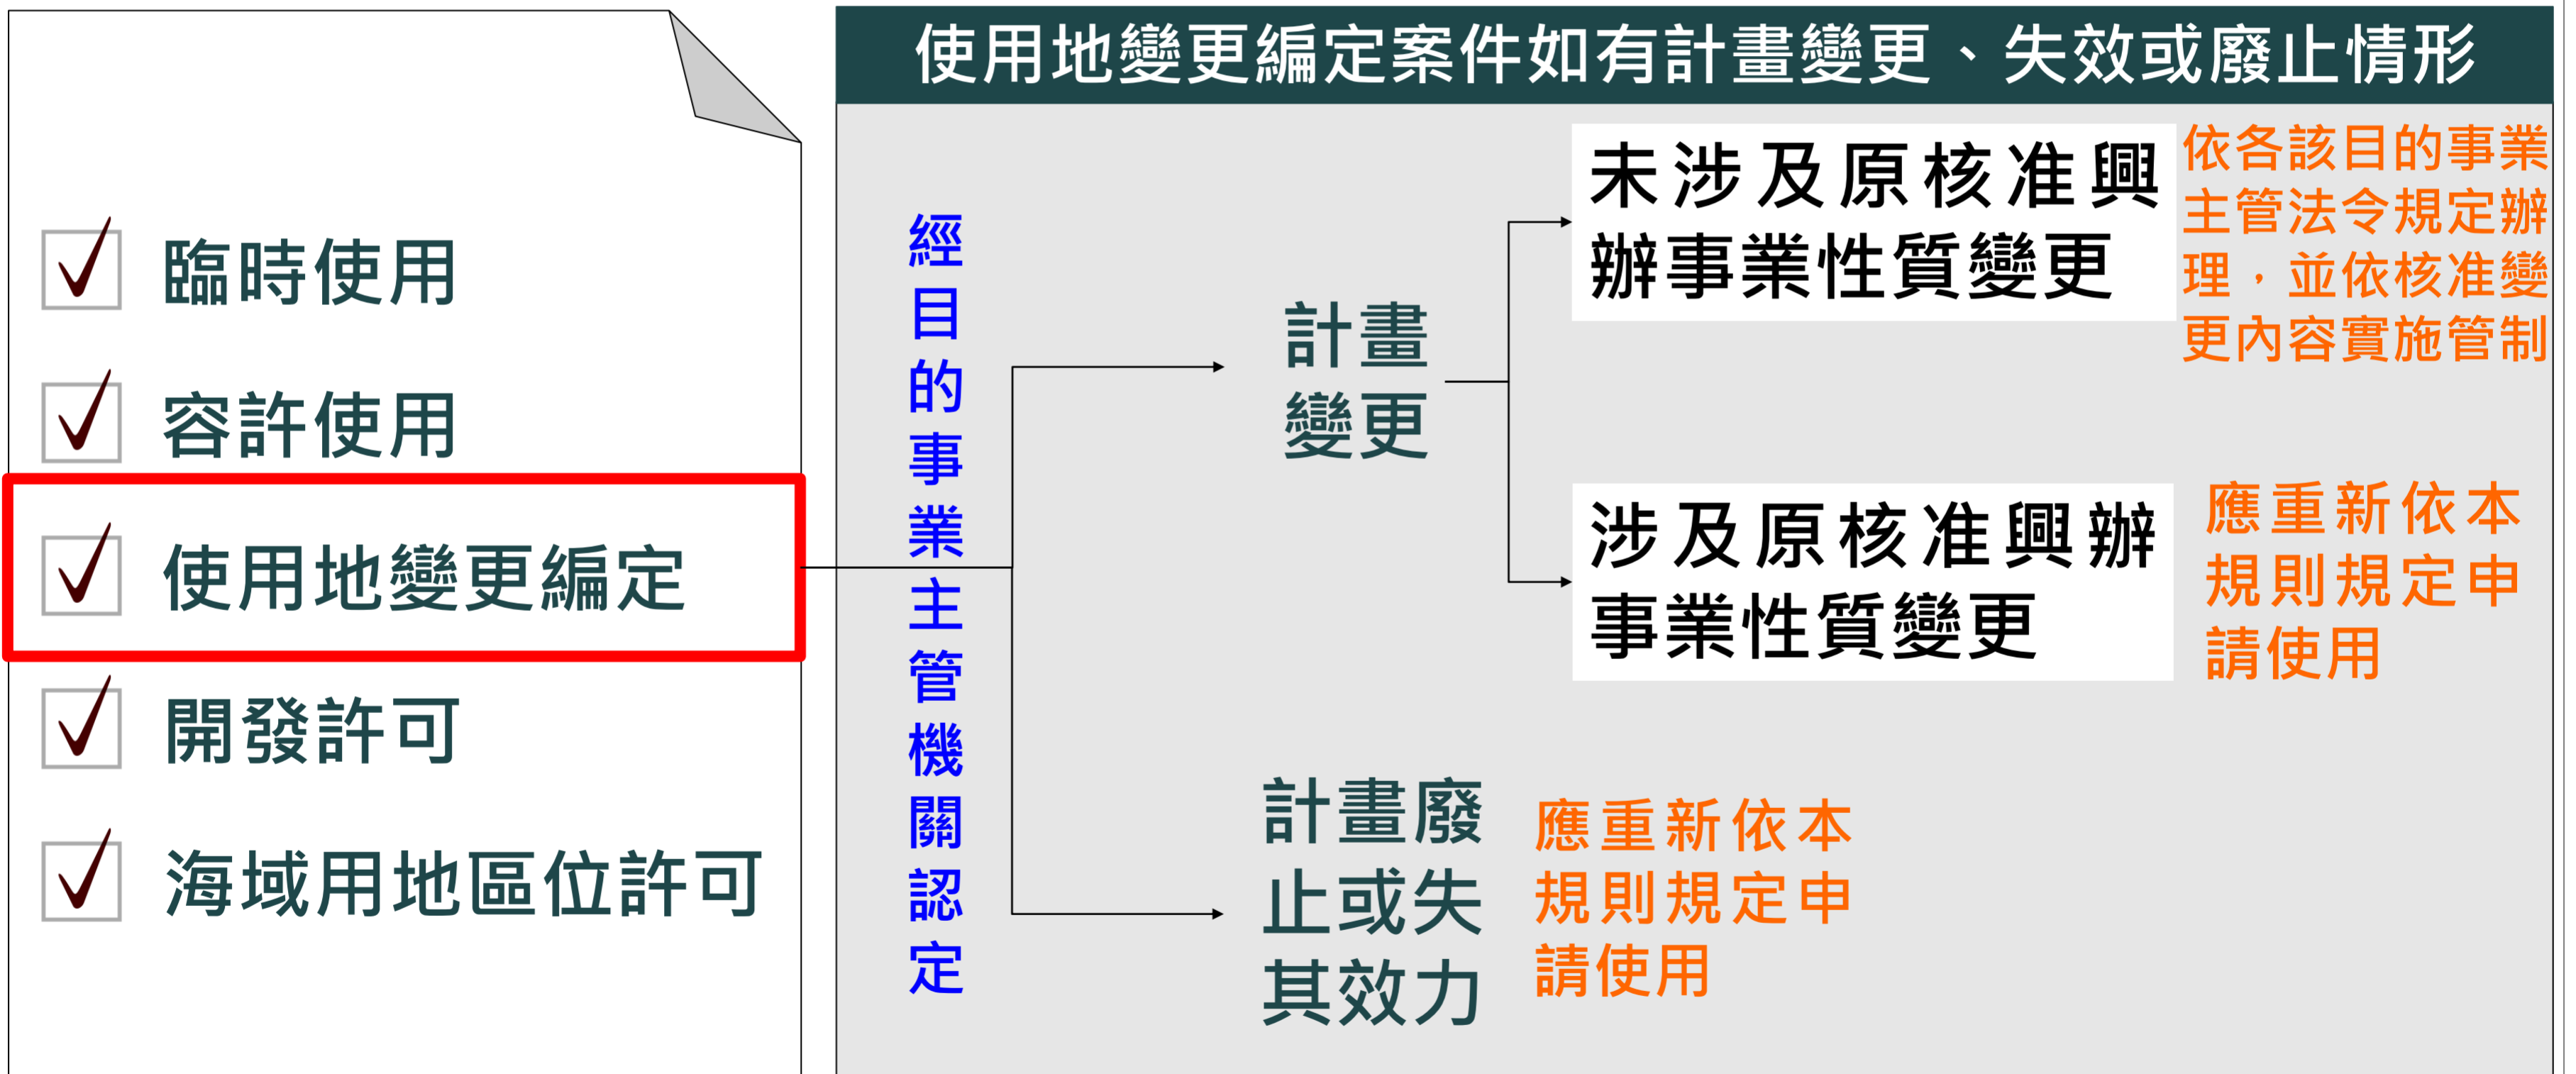 臨時使用
容許使用
使用地變更編定
開發許可
海域用地區位許可
使用地變更編定案件如有計畫變更、失效或廢止情形
經目的事業主管機關認定
計畫
變更
未涉及原核准興
辦事業性質變更
依各該目的事業
主管法令規定辦
理，並依核准變
更內容實施管制
涉及原核准興辦
事業性質變更
應重新依本
規則規定申
請使用
計畫廢
止或失
其效力
應重新依本
規則規定申
請使用